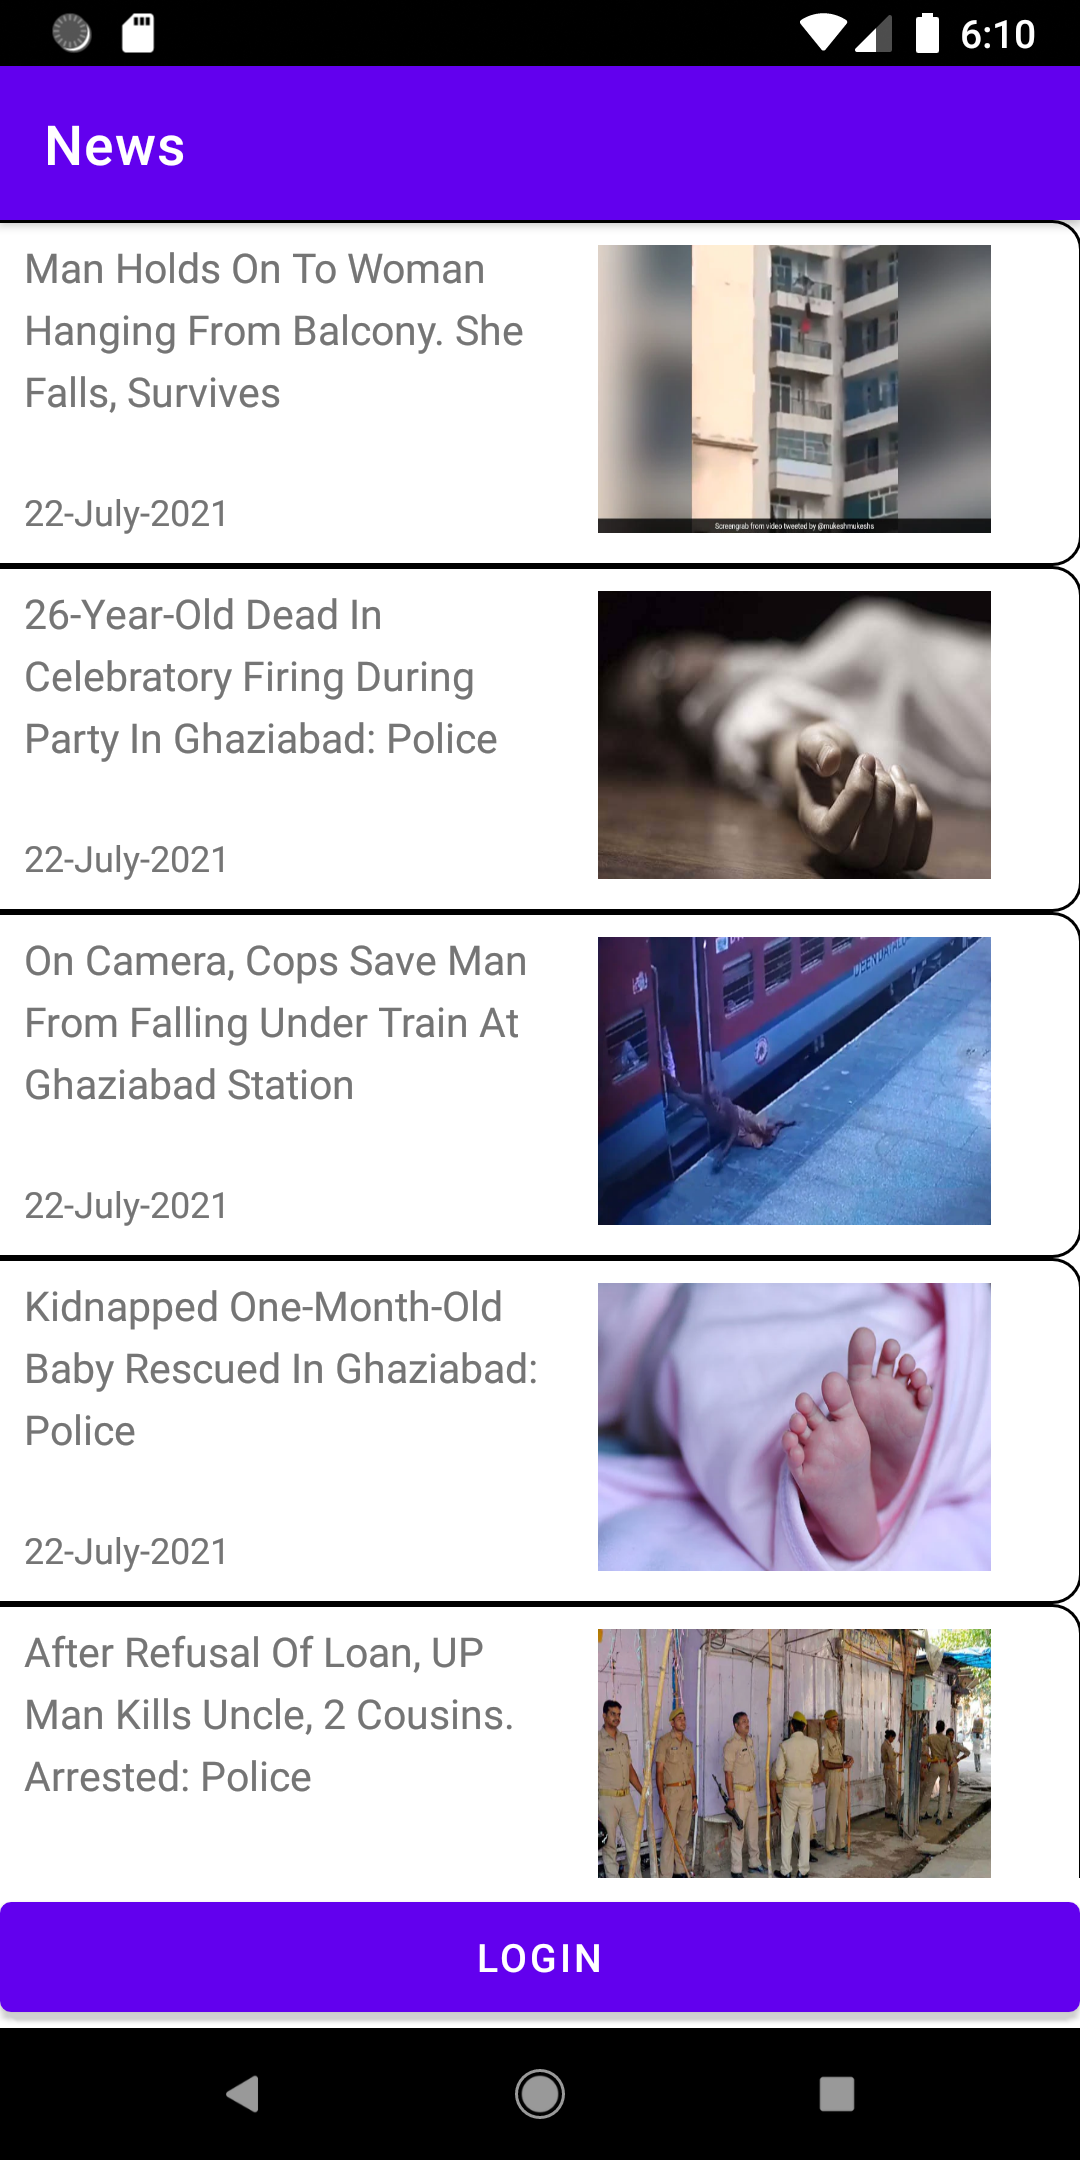 6:10
News
Man Holds On To Woman
Hanging From Balcony. She
Falls, Survives
22-July-2021
Screengrab from video tweeted by @mukeshmukeshs
26-Year-Old Dead In
Celebratory Firing During
Party In Ghaziabad: Police
22-July-2021
On Camera, Cops Save Man
From Falling Under Train At
Ghaziabad Station
22-July-2021
Kidnapped One-Month-Old
Baby Rescued In Ghaziabad:
Police
22-July-2021
After Refusal Of Loan, UP
Man Kills Uncle, 2 Cousins.
Arrested: Police
LOGIN